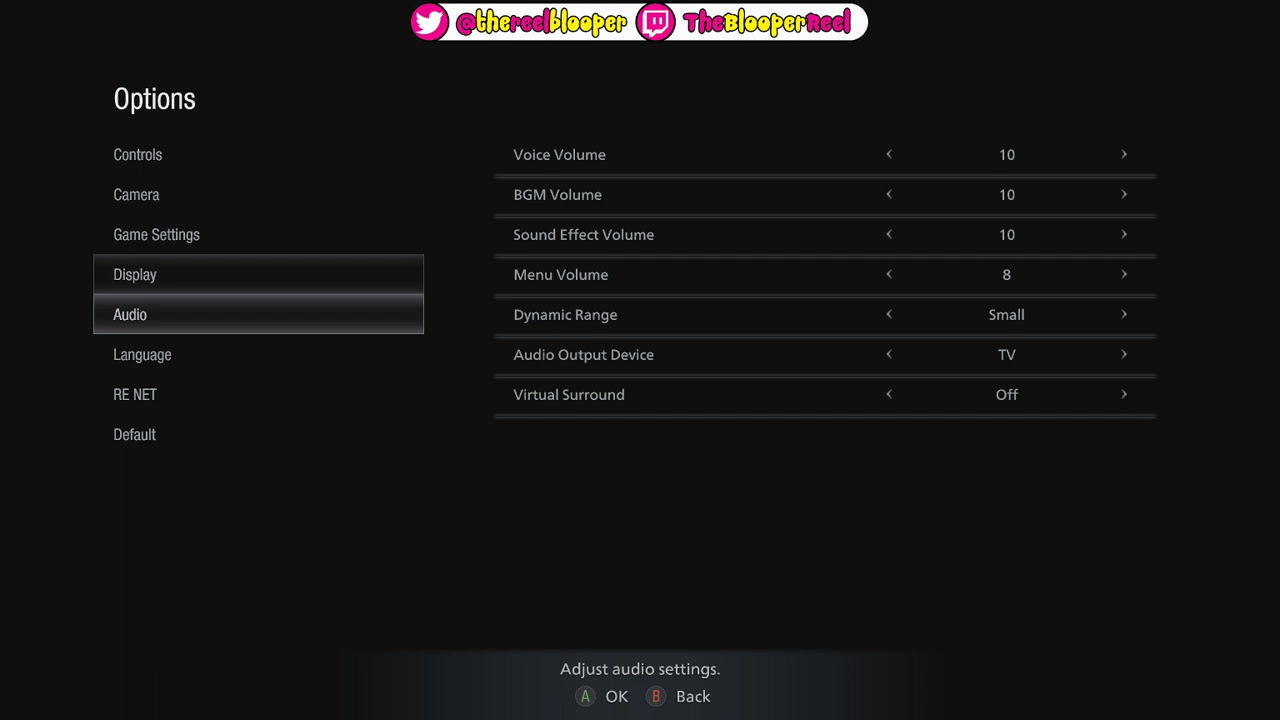 @thereelblooper TheBlooperReel
Options
Controls
Camera
Game Settings
Display
Audio
Language
RE NET
Default
Voice Volume 10
BGM Volume 10
Sound Effect Volume 10
Menu Volume 8
Dynamic Range Small
Audio Output Device TV
Virtual Surround Off
Adjust audio settings.
A OK B Back